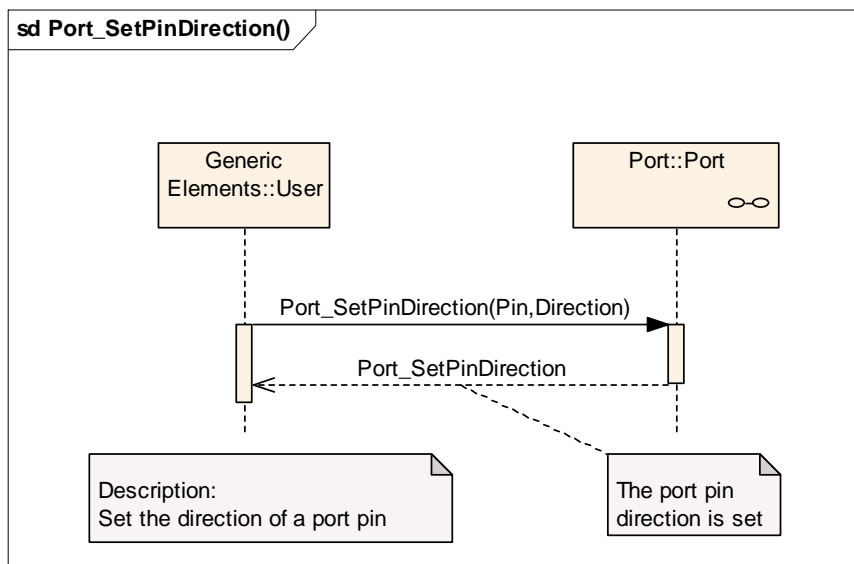 sd Port_SetPinDirection()
Generic
Elements::User
Port::Port
Port_SetPinDirection(Pin,Direction)
Port_SetPinDirection
Description:
Set the direction of a port pin
The port pin
direction is set